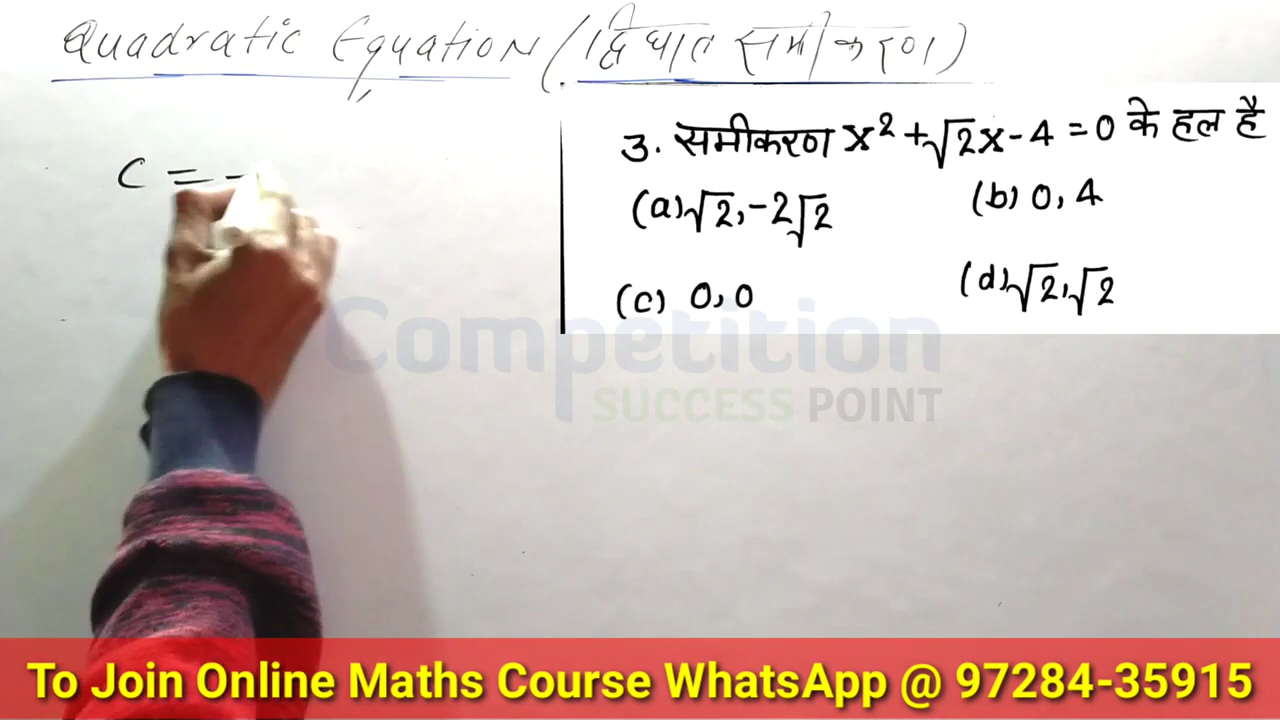 Quadratic Equation (द्विघात समीकरण)
C = -
3. समीकरण x² + √2x - 4 = 0 के हल है
(a) √2, -2√2 (b) 0, 4
(c) 0, 0 (d) √2, √2
Competition
SUCCESS POINT
To Join Online Maths Course WhatsApp @ 97284-35915